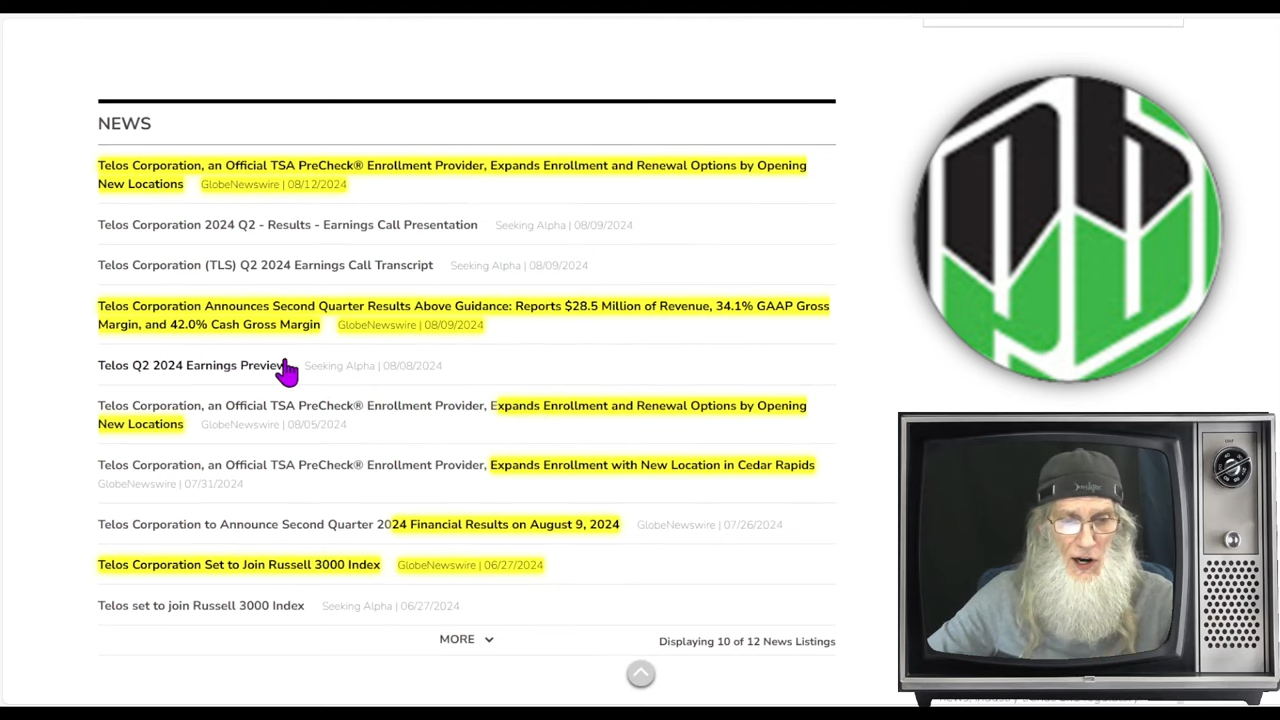 NEWS
Telos Corporation, an Official TSA PreCheck® Enrollment Provider, Expands Enrollment and Renewal Options by Opening
New Locations GlobeNewswire | 08/12/2024
Telos Corporation 2024 Q2 - Results - Earnings Call Presentation Seeking Alpha | 08/09/2024
Telos Corporation (TLS) Q2 2024 Earnings Call Transcript Seeking Alpha | 08/09/2024
Telos Corporation Announces Second Quarter Results Above Guidance: Reports $28.5 Million of Revenue, 34.1% GAAP Gross
Margin, and 42.0% Cash Gross Margin GlobeNewswire | 08/09/2024
Telos Q2 2024 Earnings Preview Seeking Alpha | 08/08/2024
Telos Corporation, an Official TSA PreCheck® Enrollment Provider, Expands Enrollment and Renewal Options by Opening
New Locations GlobeNewswire | 08/05/2024
Telos Corporation, an Official TSA PreCheck® Enrollment Provider, Expands Enrollment with New Location in Cedar Rapids
GlobeNewswire | 07/31/2024
Telos Corporation to Announce Second Quarter 2024 Financial Results on August 9, 2024 GlobeNewswire | 07/26/2024
Telos Corporation Set to Join Russell 3000 Index GlobeNewswire | 06/27/2024
Telos set to join Russell 3000 Index Seeking Alpha | 06/27/2024
MORE Displaying 10 of 12 News Listings